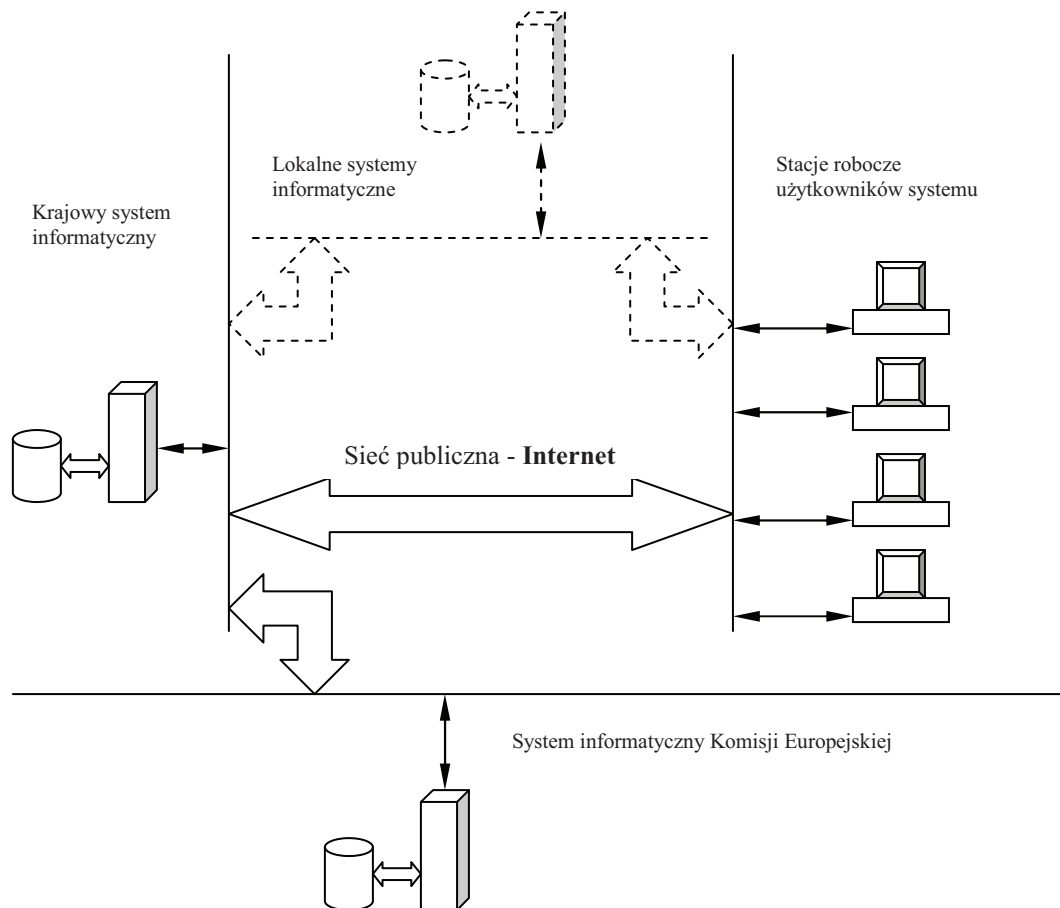 Lokalne systemy
informatyczne
Stacje robocze
użytkowników systemu
Krajowy system
informatyczny
Sieć publiczna - Internet
System informatyczny Komisji Europejskiej